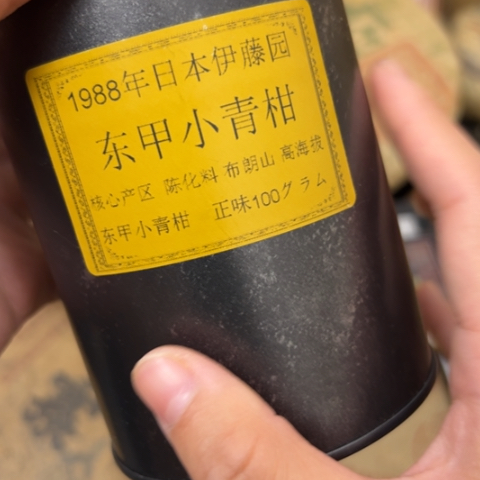 1988年日本伊藤园
东甲小青柑
核心产区 陈化料 布朗山 高海拔
东甲小青柑 正味100グラム